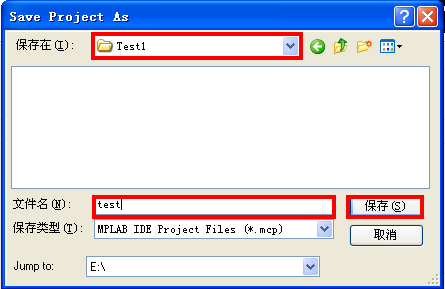 Save Project As
保存在(I): Test1
文件名(N): test 保存(S)
保存类型(T): MPLAB IDE Project Files (*.mcp) 取消
Jump to: E:\